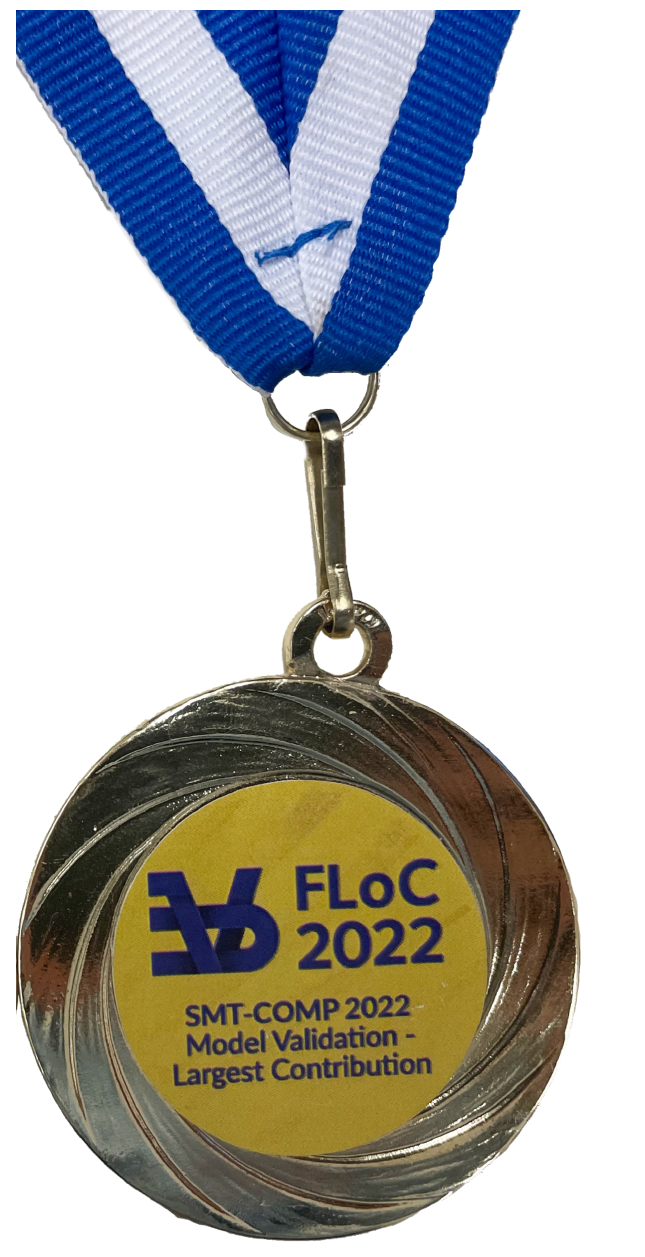 FLoC
2022
SMT-COMP 2022
Model Validation -
Largest Contribution